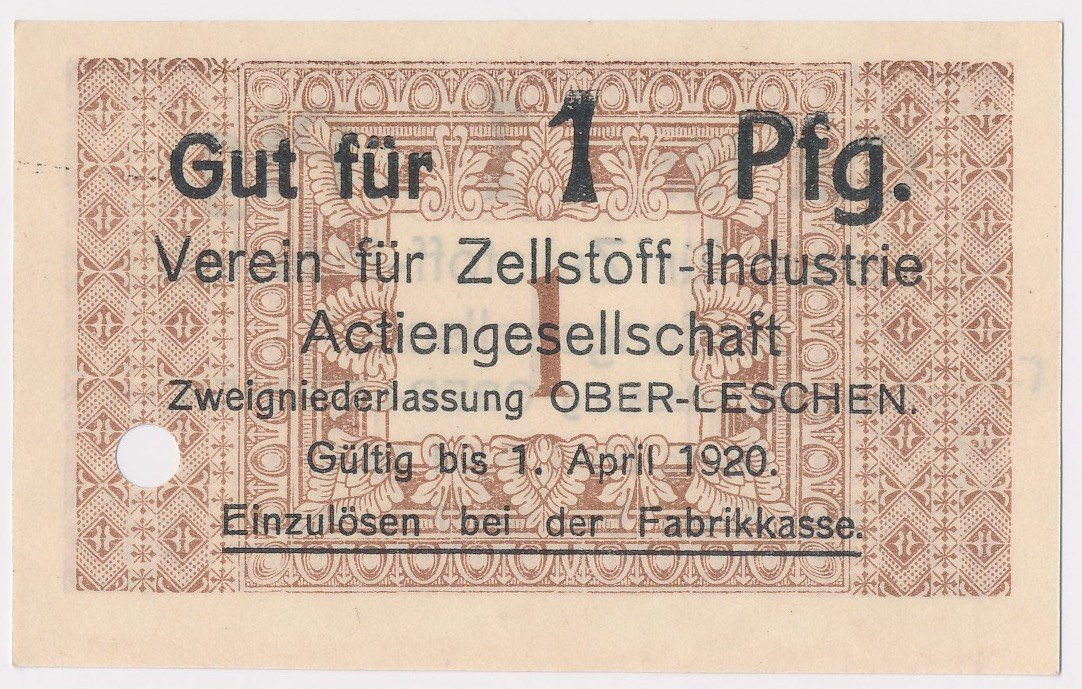 Gut für 1 Pfg.
Verein für Zellstoff-Industrie
Actiengesellschaft
1
Zweigniederlassung OBER-LESCHEN.
Gültig bis 1. April 1920.
Einzulösen bei der Fabrikkasse.